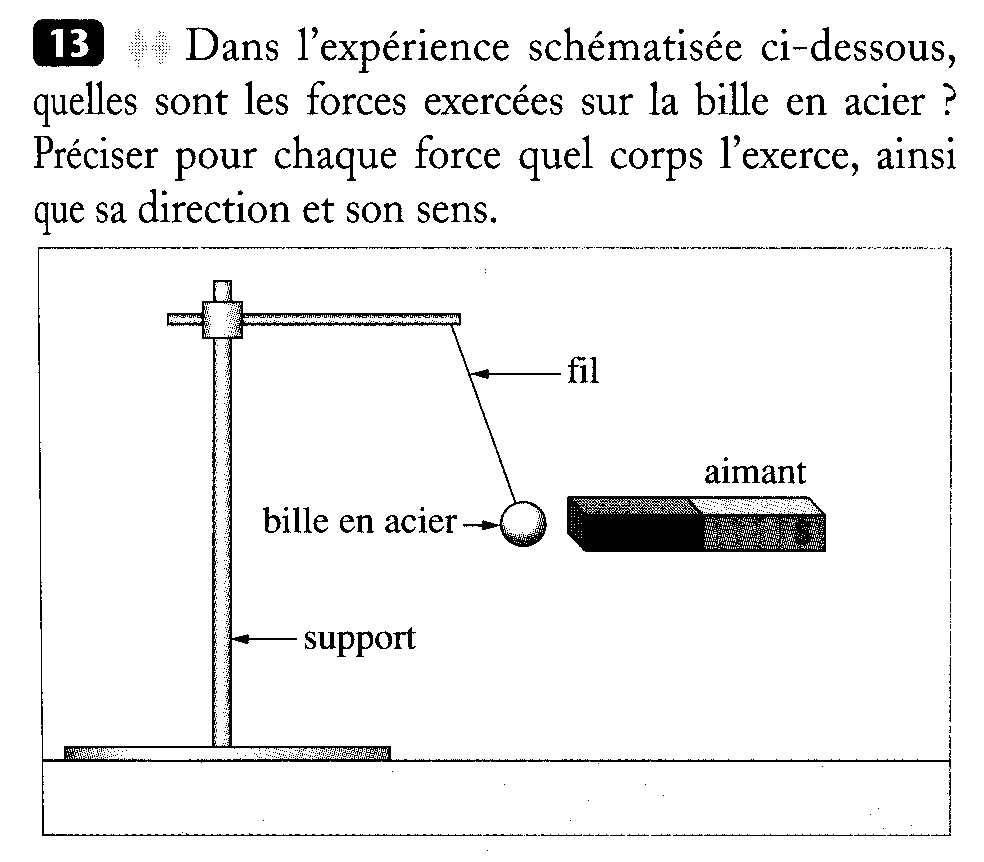 13 Dans l'expérience schématisée ci-dessous,
quelles sont les forces exercées sur la bille en acier ?
Préciser pour chaque force quel corps l'exerce, ainsi
que sa direction et son sens.
fil
aimant
S
bille en acier
support